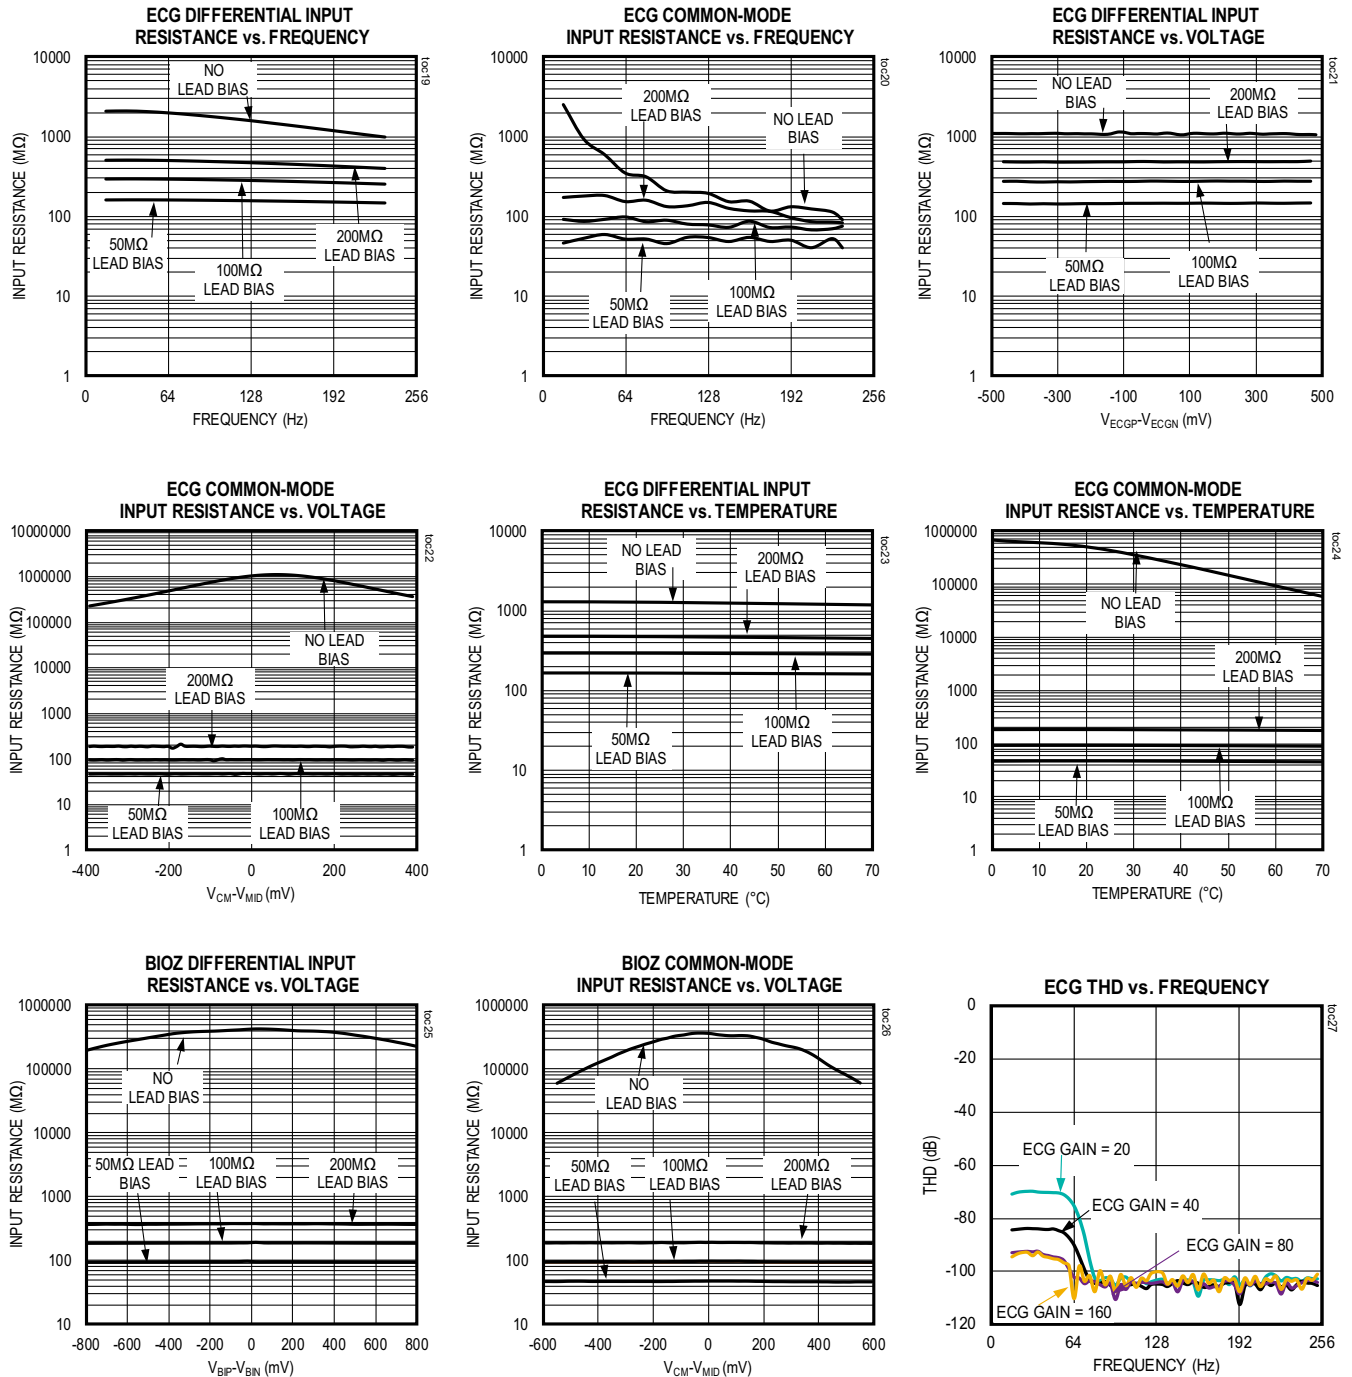 ECG DIFFERENTIAL INPUT
RESISTANCE vs. FREQUENCY
toc19
INPUT RESISTANCE (MΩ)
10000
1000
100
10
1
NO
LEAD BIAS
50MΩ
LEAD BIAS
100MΩ
LEAD BIAS
200MΩ
LEAD BIAS
0 64 128 192 256
FREQUENCY (Hz)
ECG COMMON-MODE
INPUT RESISTANCE vs. FREQUENCY
toc20
INPUT RESISTANCE (MΩ)
10000
1000
100
10
1
200MΩ
LEAD BIAS
NO LEAD
BIAS
50MΩ
LEAD BIAS
100MΩ
LEAD BIAS
0 64 128 192 256
FREQUENCY (Hz)
ECG DIFFERENTIAL INPUT
RESISTANCE vs. VOLTAGE
toc21
INPUT RESISTANCE (MΩ)
10000
1000
100
10
1
NO LEAD
BIAS
200MΩ
LEAD BIAS
50MΩ
LEAD BIAS
100MΩ
LEAD BIAS
-500 -300 -100 100 300 500
VECGP-VECGN (mV)
ECG COMMON-MODE
INPUT RESISTANCE vs. VOLTAGE
toc22
INPUT RESISTANCE (MΩ)
10000000
1000000
100000
10000
1000
100
10
1
NO LEAD
BIAS
200MΩ
LEAD BIAS
50MΩ
LEAD BIAS
100MΩ
LEAD BIAS
-400 -200 0 200 400
VCM-VMID (mV)
ECG DIFFERENTIAL INPUT
RESISTANCE vs. TEMPERATURE
toc23
INPUT RESISTANCE (MΩ)
10000
1000
100
10
1
NO LEAD
BIAS
200MΩ
LEAD BIAS
50MΩ
LEAD BIAS
100MΩ
LEAD BIAS
0 10 20 30 40 50 60 70
TEMPERATURE (°C)
ECG COMMON-MODE
INPUT RESISTANCE vs. TEMPERATURE
toc24
INPUT RESISTANCE (MΩ)
1000000
100000
10000
1000
100
10
1
NO LEAD
BIAS
200MΩ
LEAD BIAS
50MΩ
LEAD BIAS
100MΩ
LEAD BIAS
0 10 20 30 40 50 60 70
TEMPERATURE (°C)
BIOZ DIFFERENTIAL INPUT
RESISTANCE vs. VOLTAGE
toc25
INPUT RESISTANCE (MΩ)
1000000
100000
10000
1000
100
10
NO
LEAD BIAS
50MΩ LEAD
BIAS
100MΩ
LEAD BIAS
200MΩ
LEAD BIAS
-800 -600 -400 -200 0 200 400 600 800
VBIP-VBIN (mV)
BIOZ COMMON-MODE
INPUT RESISTANCE vs. VOLTAGE
toc26
INPUT RESISTANCE (MΩ)
1000000
100000
10000
1000
100
10
NO
LEAD BIAS
50MΩ
LEAD BIAS
100MΩ
LEAD BIAS
200MΩ
LEAD BIAS
-600 -400 -200 0 200 400 600
VCM-VMID (mV)
ECG THD vs. FREQUENCY
toc27
THD (dB)
0
-20
-40
-60
-80
-100
-120
ECG GAIN = 20
ECG GAIN = 40
ECG GAIN = 80
ECG GAIN = 160
0 64 128 192 256
FREQUENCY (Hz)